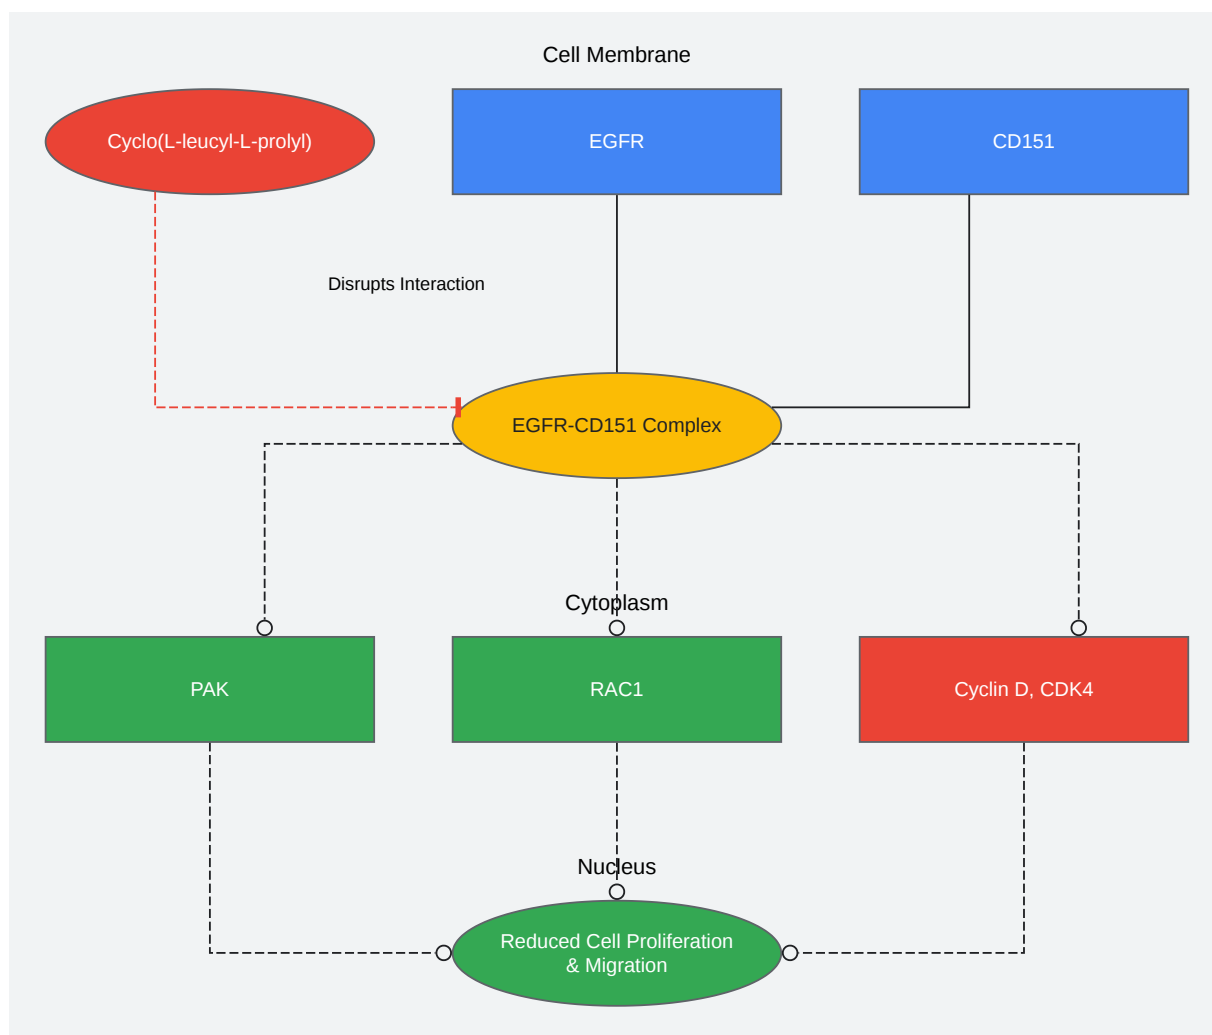 Cell Membrane
Cyclo(L-leucyl-L-prolyl)
EGFR
CD151
Disrupts Interaction
EGFR-CD151 Complex
Cytoplasm
PAK
RAC1
Cyclin D, CDK4
Nucleus
Reduced Cell Proliferation
& Migration